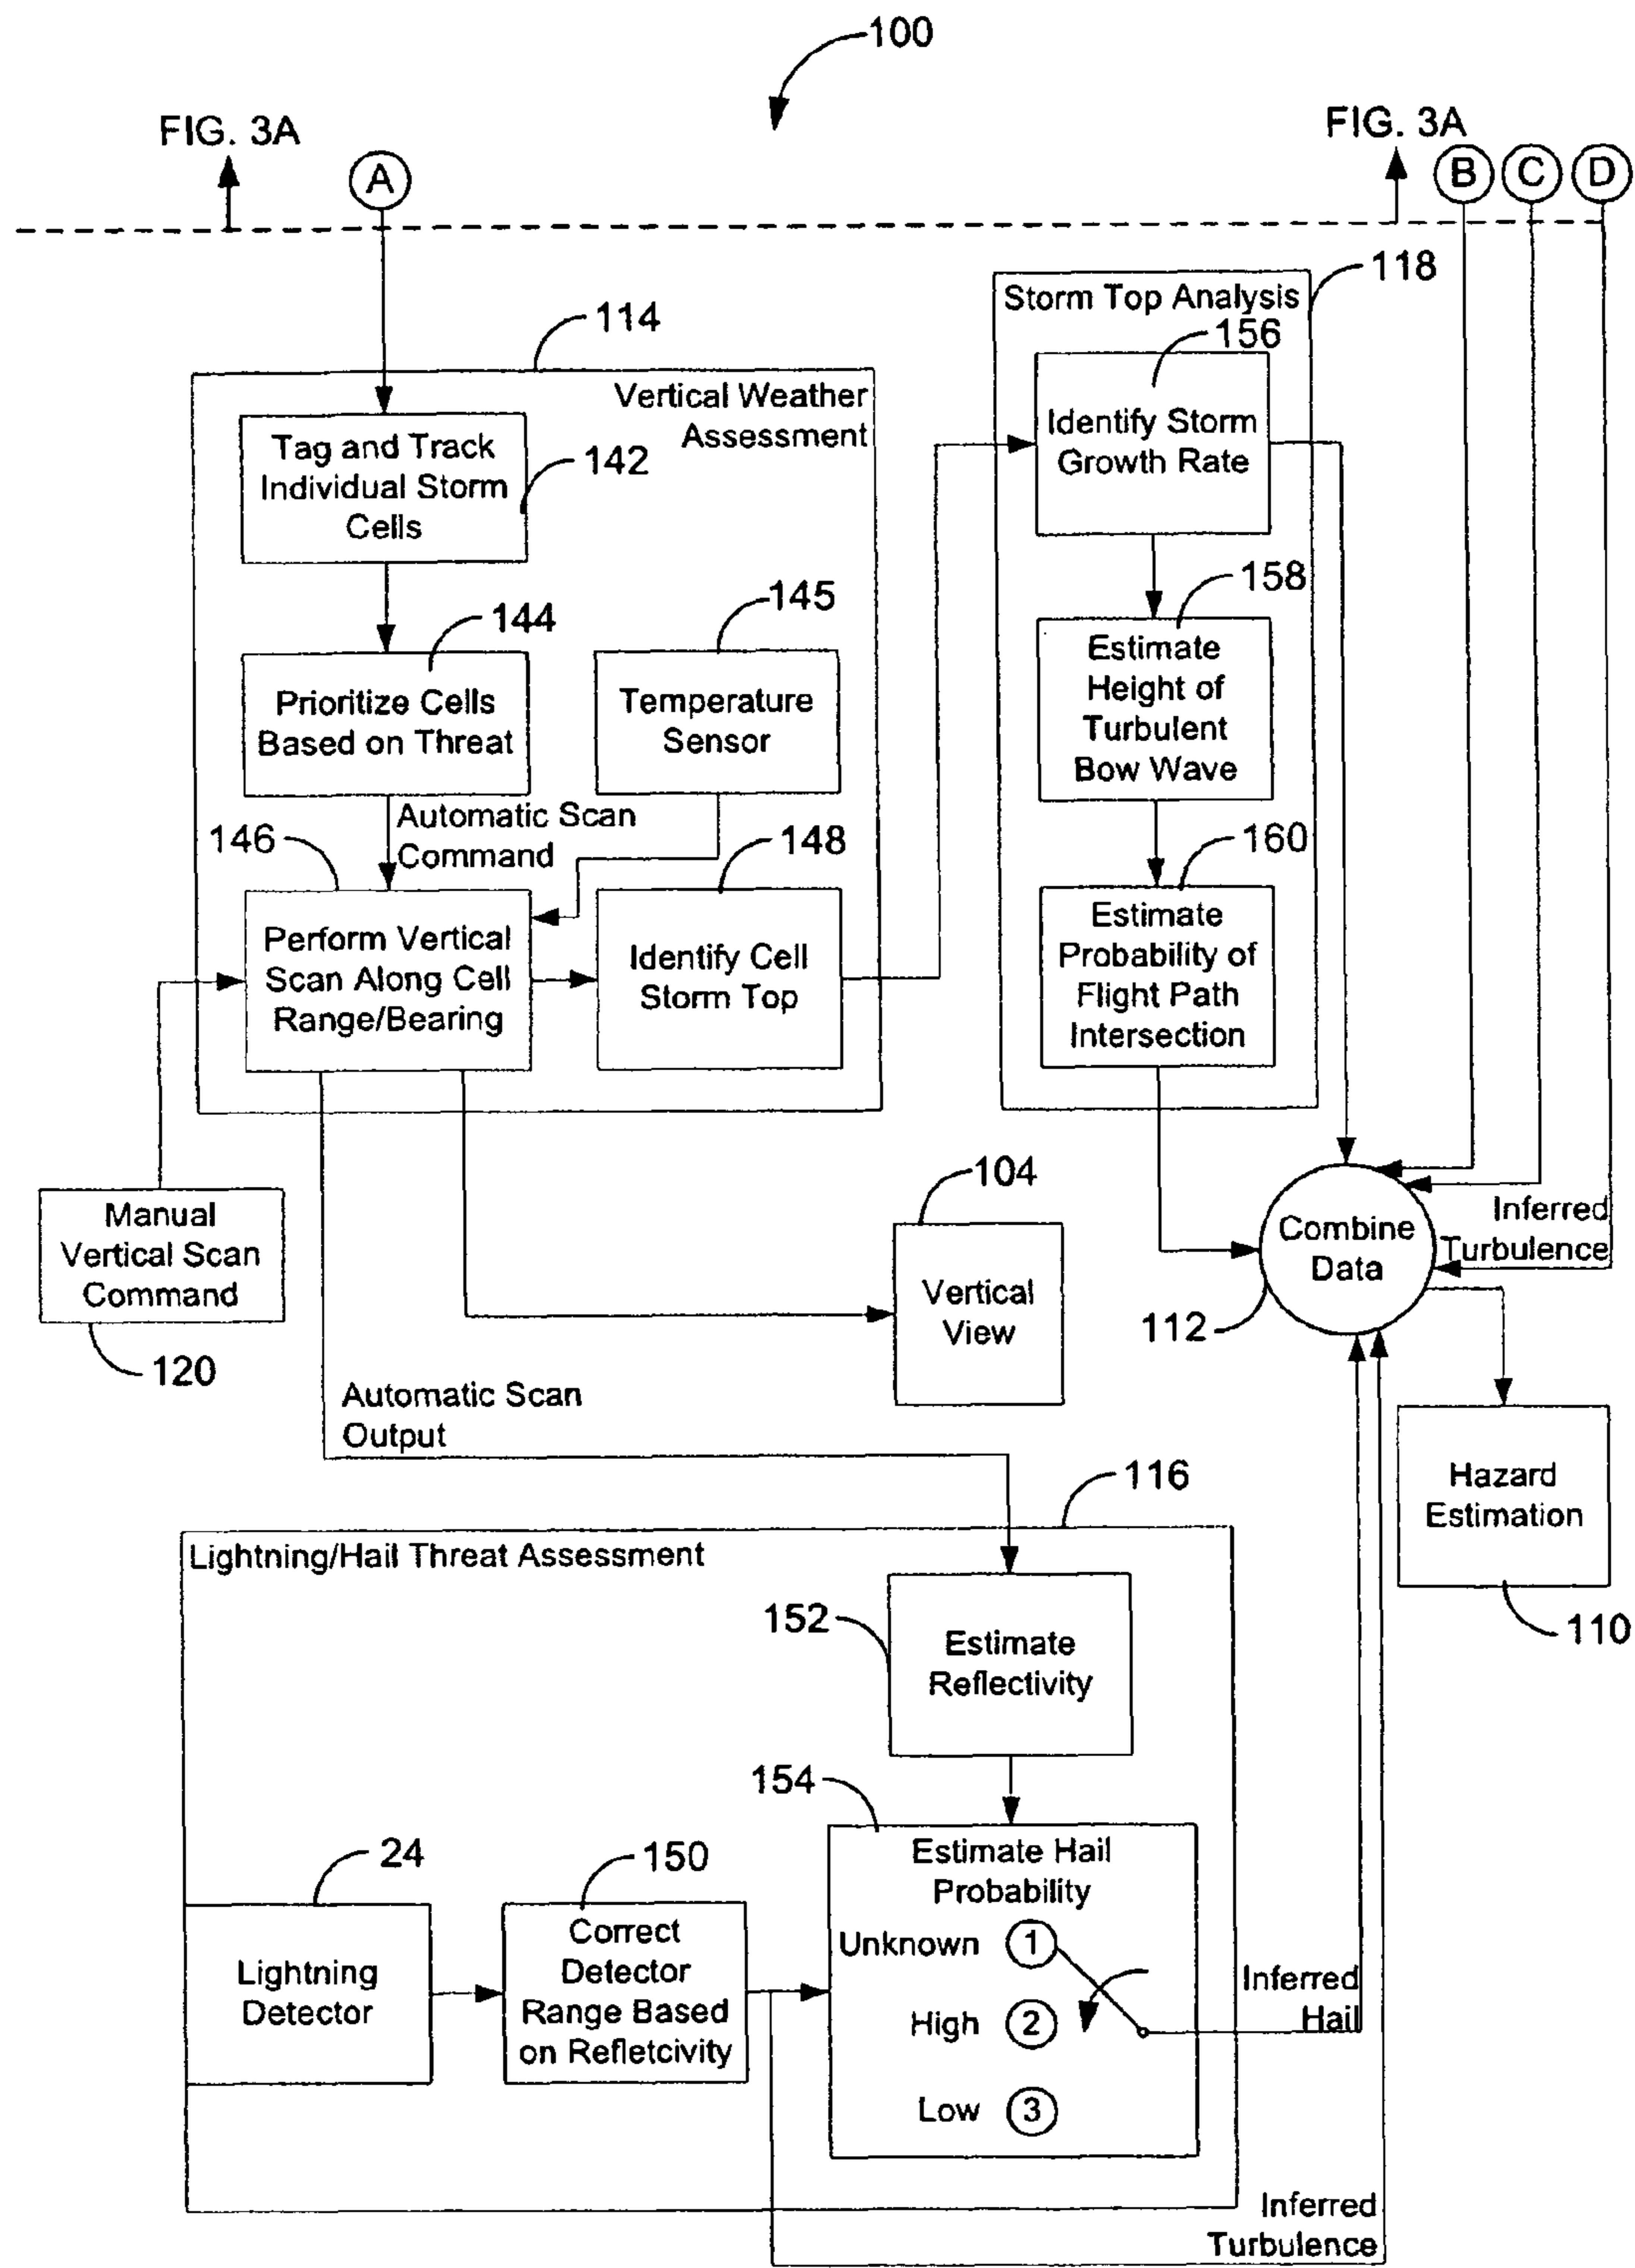 100
FIG. 3A
FIG. 3A
A
B
C
D
118
Storm Top Analysis
156
114
Vertical Weather
Assessment
Identify Storm
Growth Rate
Tag and Track
Individual Storm
Cells
142
158
145
144
Estimate
Height of
Turbulent
Bow Wave
Prioritize Cells
Based on Threat
Temperature
Sensor
Automatic Scan
Command
146
148
160
Estimate
Probability of
Flight Path
Intersection
Perform Vertical
Scan Along Cell
Range/Bearing
Identify Cell
Storm Top
104
Manual
Vertical Scan
Command
120
Vertical
View
Combine
Data
112
Inferred
Turbulence
Automatic Scan
Output
Hazard
Estimation
110
116
Lightning/Hail Threat Assessment
152
Estimate
Reflectivity
154
24
150
Estimate Hail
Probability
Unknown 1
High 2
Low 3
Lightning
Detector
Correct
Detector
Range Based
on Refletcivity
Inferred
Hail
Inferred
Turbulence